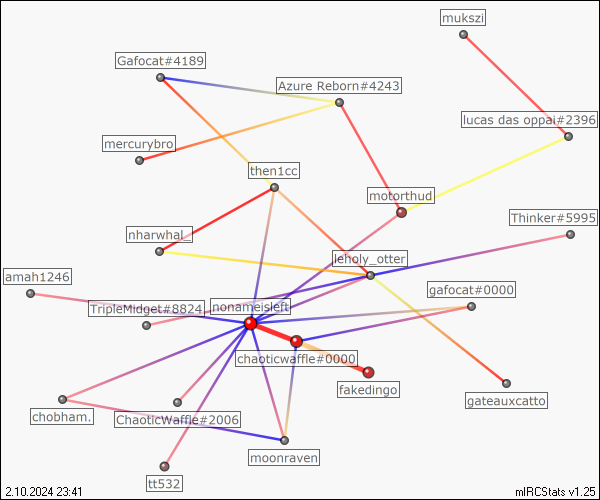 mukszi
Gafocat#4189
Azure Reborn#4243
lucas das oppai#2396
mercurybro
then1cc
motorthud
Thinker#5995
nharwhal_
leholy_otter
amah1246
gafocat#0000
TripleMidget#8824
nonameisleft
chaoticwaffle#0000
fakedingo
gateauxcatto
chobham.
ChaoticWaffle#2006
moonraven
tt532
2.10.2024 23:41
mIRCStats v1.25